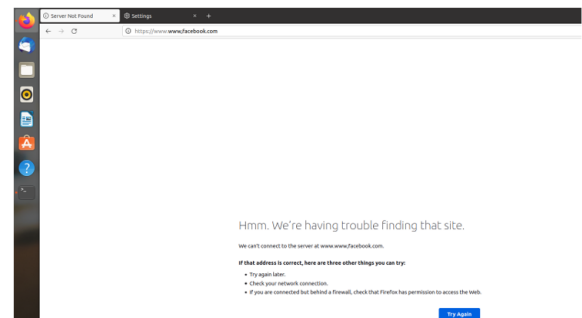 Server Not Found
Settings
https://www.www.facebook.com
Hmm. We're having trouble finding that site.
We can't connect to the server at www.www.facebook.com.
If that address is correct, here are three other things you can try:
Try again later.
Check your network connection.
If you are connected but behind a firewall, check that Firefox has permission to access the Web.
Try Again